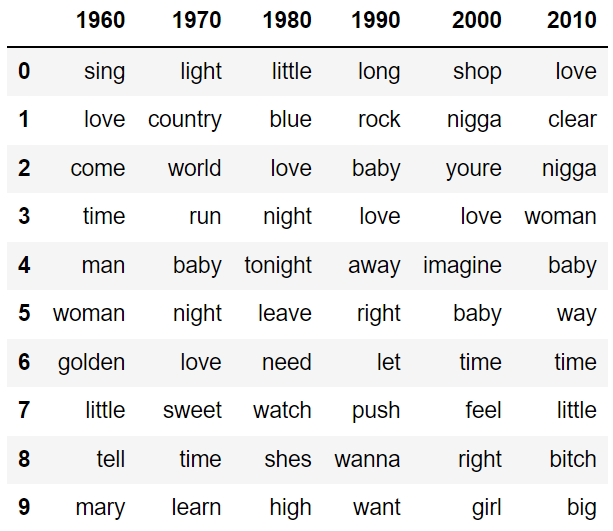 1960 1970 1980 1990 2000 2010
0 sing light little long shop love
1 love country blue rock nigga clear
2 come world love baby youre nigga
3 time run night love love woman
4 man baby tonight away imagine baby
5 woman night leave right baby way
6 golden love need let time time
7 little sweet watch push feel little
8 tell time shes wanna right bitch
9 mary learn high want girl big